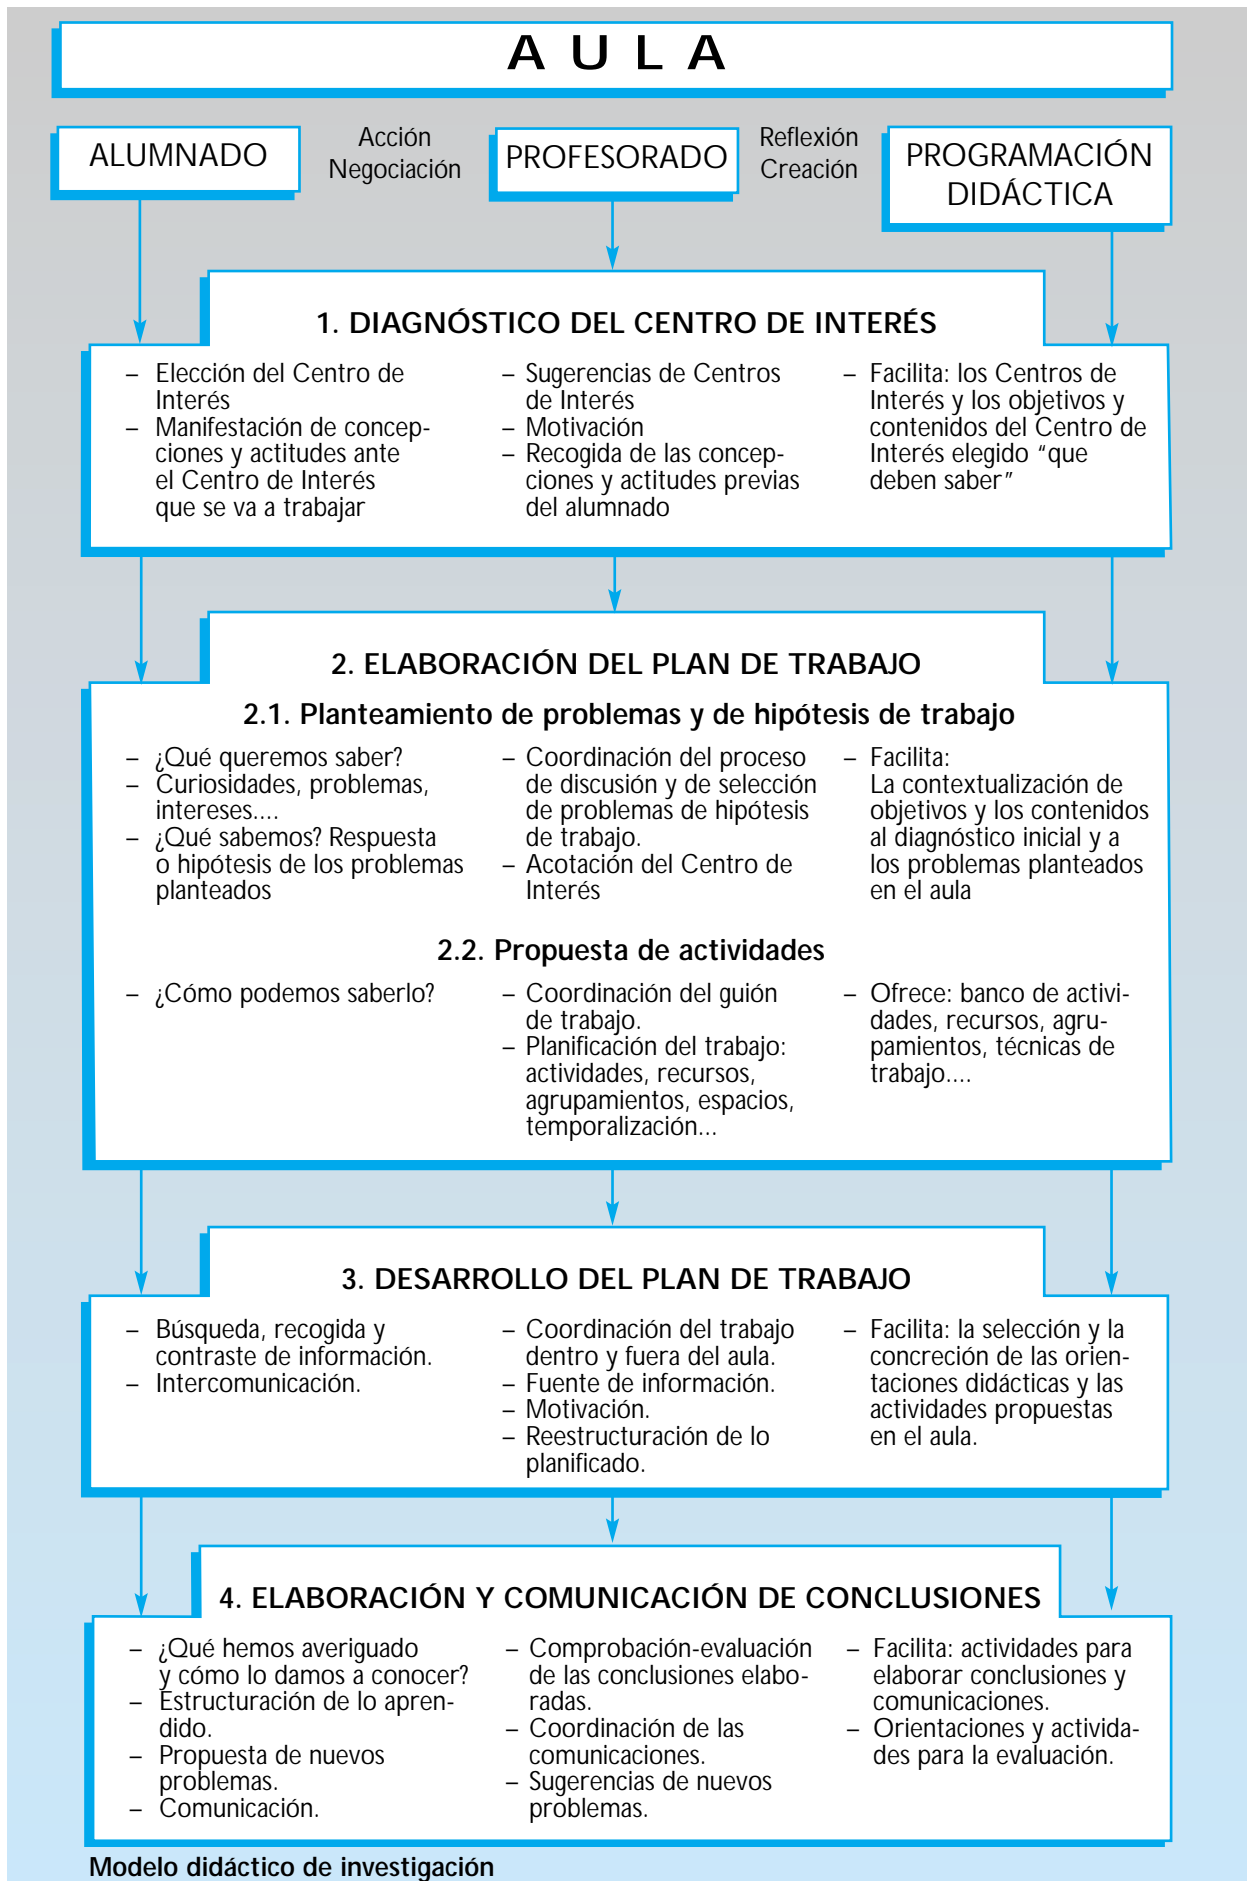 AULA
ALUMNADO
Acción
Negociación
PROFESORADO
Reflexión
Creación
PROGRAMACIÓN
DIDÁCTICA
1. DIAGNÓSTICO DEL CENTRO DE INTERÉS
– Elección del Centro de
Interés
– Manifestación de concep-
ciones y actitudes ante
el Centro de Interés
que se va a trabajar
– Sugerencias de Centros
de Interés
– Motivación
– Recogida de las concep-
ciones y actitudes previas
del alumnado
– Facilita: los Centros de
Interés y los objetivos y
contenidos del Centro de
Interés elegido “que
deben saber”
2. ELABORACIÓN DEL PLAN DE TRABAJO
2.1. Planteamiento de problemas y de hipótesis de trabajo
– ¿Qué queremos saber?
– Curiosidades, problemas,
intereses....
– ¿Qué sabemos? Respuesta
o hipótesis de los problemas
planteados
– Coordinación del proceso
de discusión y de selección
de problemas de hipótesis
de trabajo.
– Acotación del Centro de
Interés
– Facilita:
La contextualización de
objetivos y los contenidos
al diagnóstico inicial y a
los problemas planteados
en el aula
2.2. Propuesta de actividades
– ¿Cómo podemos saberlo?
– Coordinación del guión
de trabajo.
– Planificación del trabajo:
actividades, recursos,
agrupamientos, espacios,
temporalización...
– Ofrece: banco de activi-
dades, recursos, agru-
pamientos, técnicas de
trabajo....
3. DESARROLLO DEL PLAN DE TRABAJO
– Búsqueda, recogida y
contraste de información.
– Intercomunicación.
– Coordinación del trabajo
dentro y fuera del aula.
– Fuente de información.
– Motivación.
– Reestructuración de lo
planificado.
– Facilita: la selección y la
concreción de las orien-
taciones didácticas y las
actividades propuestas
en el aula.
4. ELABORACIÓN Y COMUNICACIÓN DE CONCLUSIONES
– ¿Qué hemos averiguado
y cómo lo damos a conocer?
– Estructuración de lo apren-
dido.
– Propuesta de nuevos
problemas.
– Comunicación.
– Comprobación-evaluación
de las conclusiones elabo-
radas.
– Coordinación de las
comunicaciones.
– Sugerencias de nuevos
problemas.
– Facilita: actividades para
elaborar conclusiones y
comunicaciones.
– Orientaciones y activida-
des para la evaluación.
Modelo didáctico de investigación